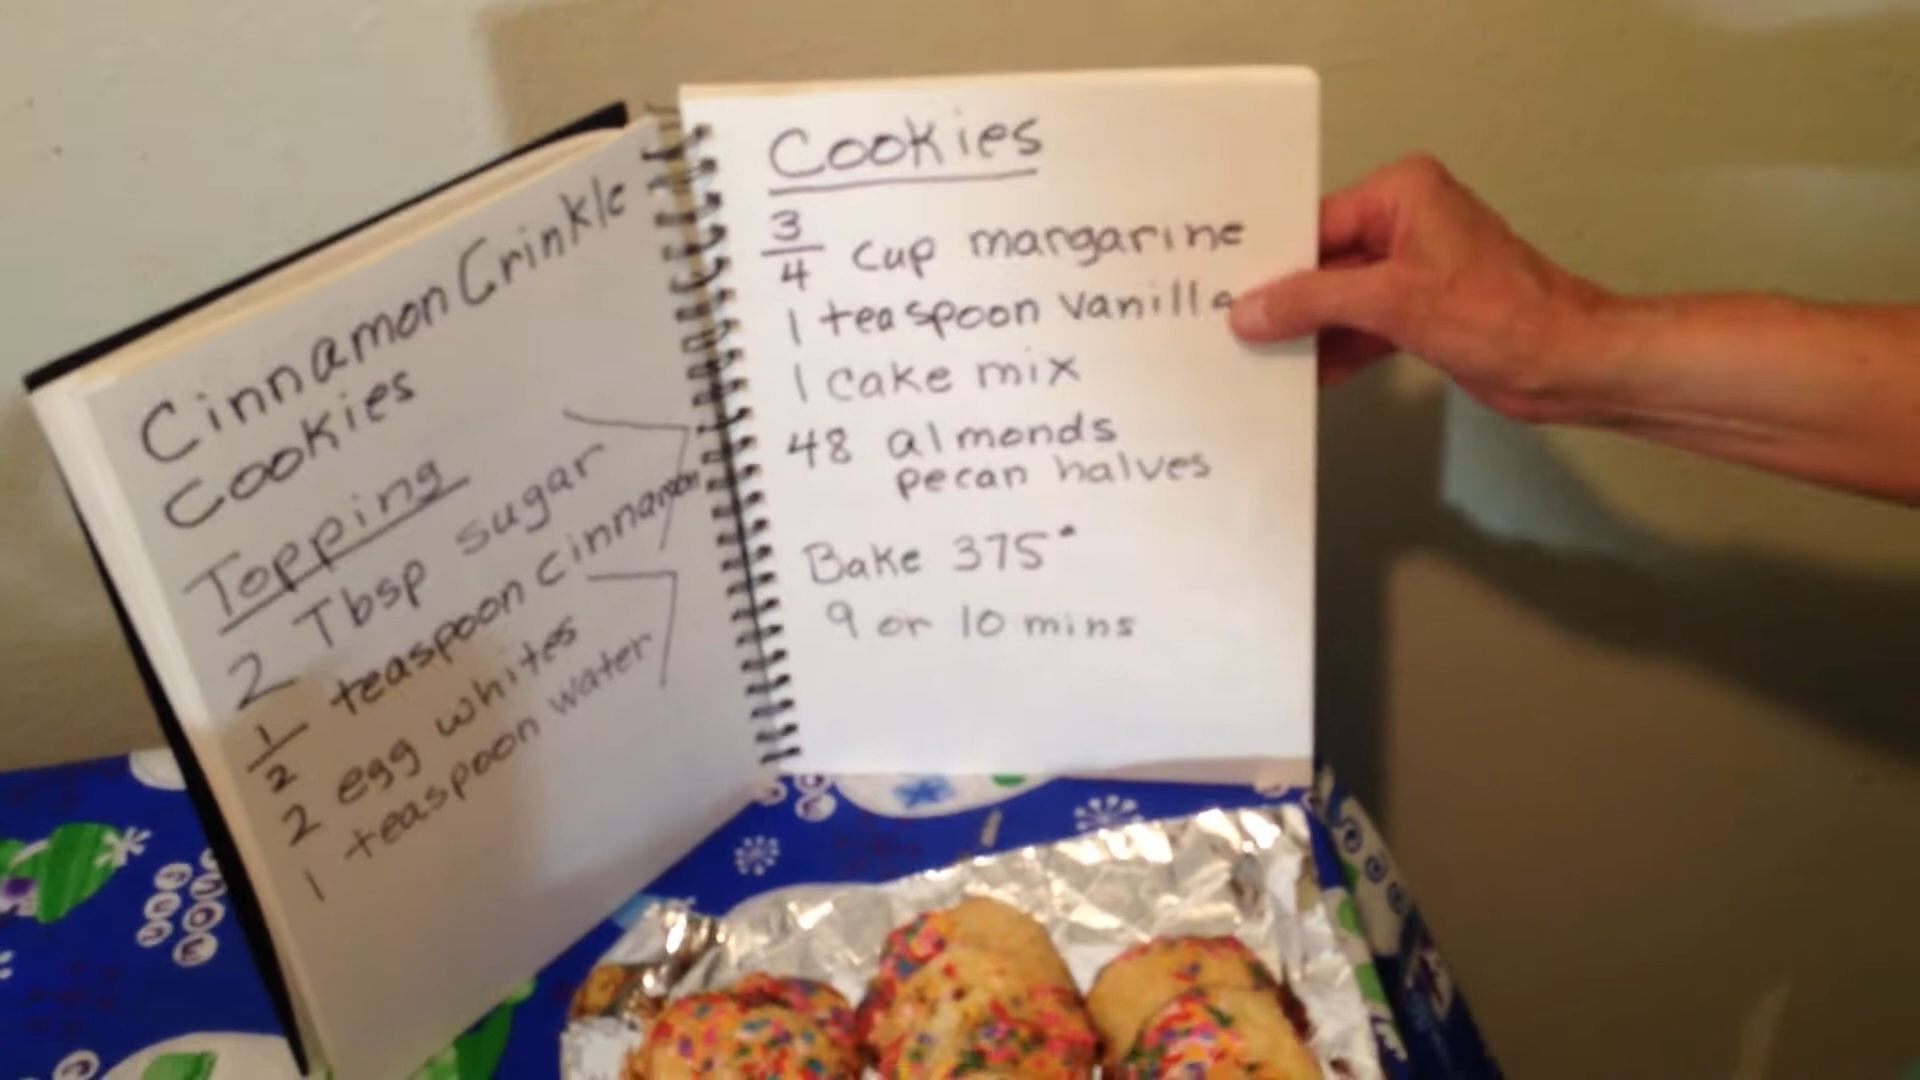 Cinnamon Crinkle
Cookies
Topping
2 Tbsp sugar
1/2 teaspoon cinnamon
2 egg whites
1 teaspoon water
Cookies
3/4 cup margarine
1 teaspoon vanilla
1 cake mix
48 almonds
pecan halves
Bake 375°
9 or 10 mins